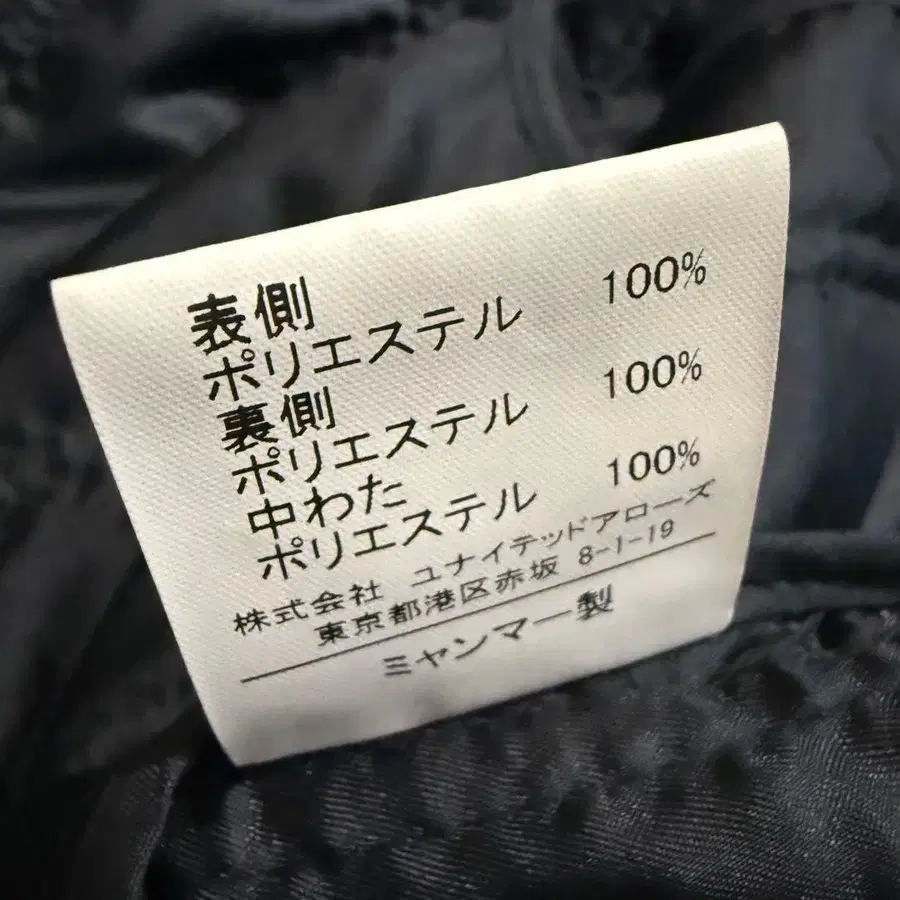 表側
ポリエステル 100%
裏側
ポリエステル 100%
中わた
ポリエステル 100%
株式会社 ユナイテッドアローズ
東京都港区赤坂 8-1-19
ミャンマー製